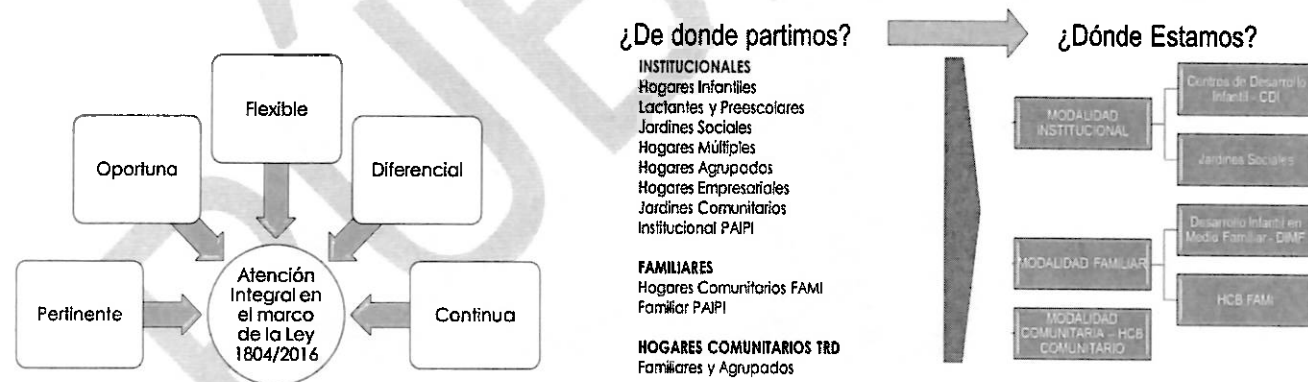 Flexible
Oportuna
Diferencial
Pertinente
Continua
Atención
Integral en
el marco
de la Ley
1804/2016
¿De donde partimos?
INSTITUCIONALES
Hogares Infantiles
Lactantes y Preescolares
Jardines Sociales
Hogares Múltiples
Hogares Agrupados
Hogares Empresariales
Jardines Comunitarios
Institucional PAIPI
FAMILIARES
Hogares Comunitarios FAMI
Familiar PAIPI
HOGARES COMUNITARIOS TRD
Familiares y Agrupados
¿Dónde Estamos?
MODALIDAD
INSTITUCIONAL
Centros de Desarrollo
Infantil - CDI
Jardines Sociales
MODALIDAD FAMILIAR
Desarrollo Infantil en
Medio Familiar - DIMF
HCB FAMI
MODALIDAD
COMUNITARIA - HCB
COMUNITARIO